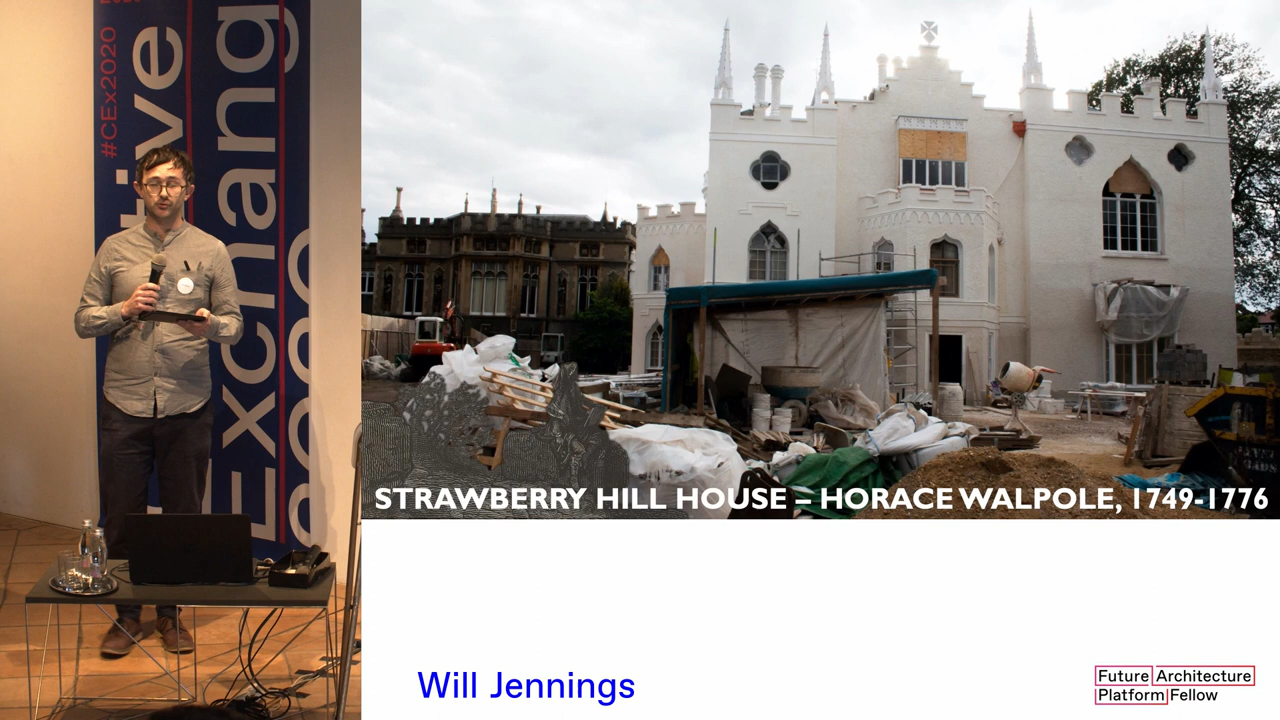 #CEx2020
Exchang
STRAWBERRY HILL HOUSE – HORACE WALPOLE, 1749-1776
Will Jennings
Future Architecture
Platform Fellow